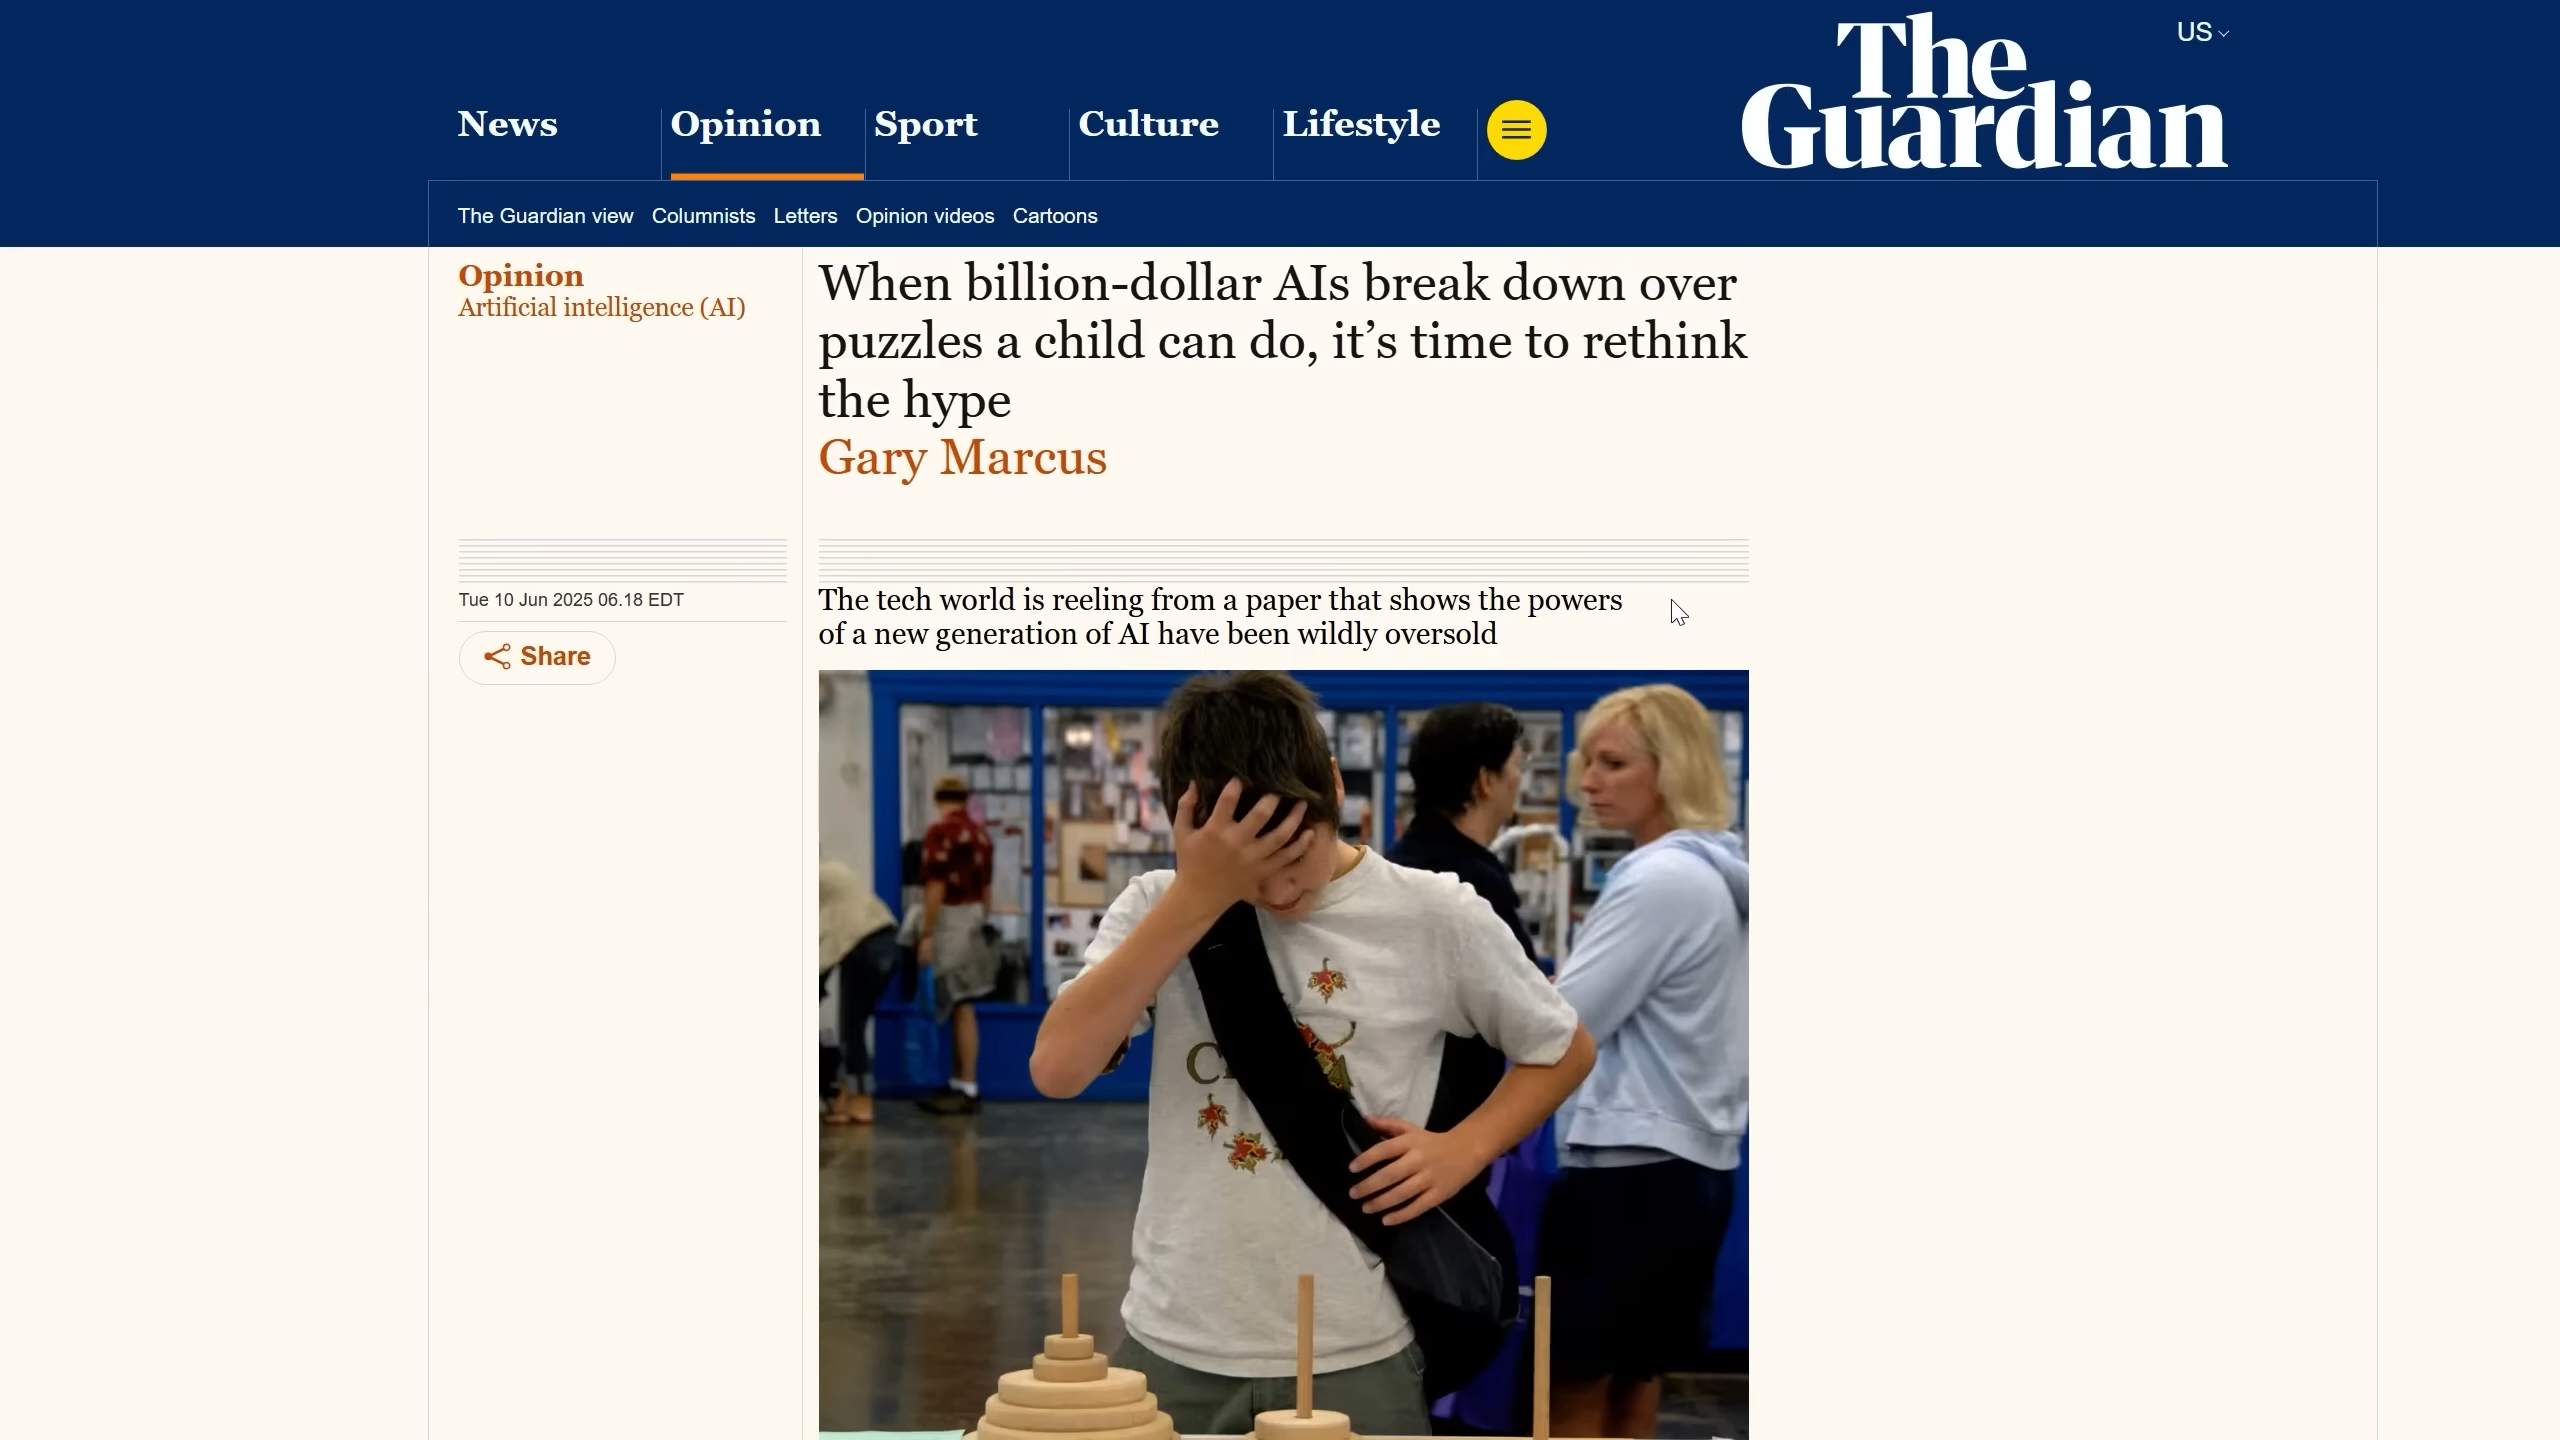 US
The
Guardian
News
Opinion
Sport
Culture
Lifestyle
The Guardian view
Columnists
Letters
Opinion videos
Cartoons
Opinion
Artificial intelligence (AI)
When billion-dollar AIs break down over
puzzles a child can do, it’s time to rethink
the hype
Gary Marcus
Tue 10 Jun 2025 06.18 EDT
Share
The tech world is reeling from a paper that shows the powers
of a new generation of AI have been wildly oversold